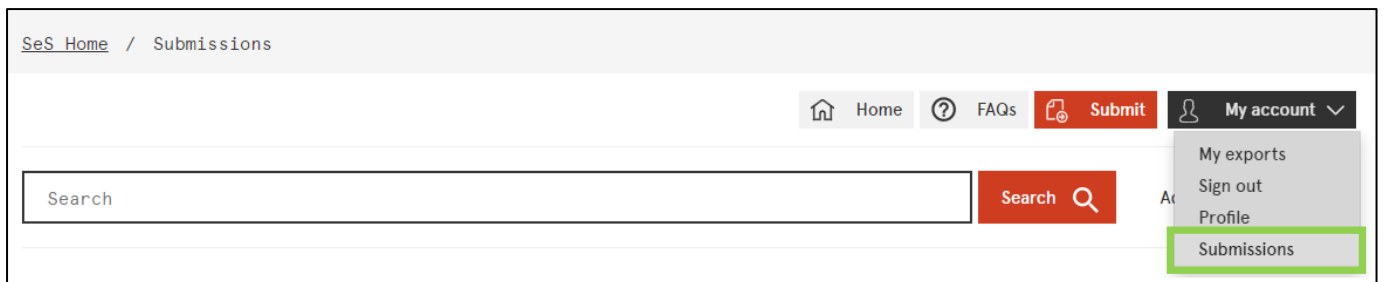 SeS Home / Submissions
Home FAQs Submit My account
My exports
Search Search Sign out
Profile
Submissions